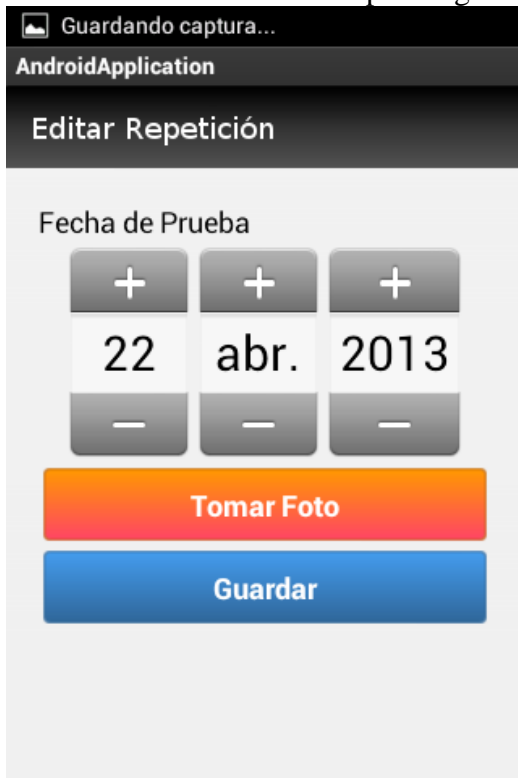 Guardando captura...
AndroidApplication
Editar Repetición
Fecha de Prueba
+ + +
22 abr. 2013
− − −
Tomar Foto
Guardar